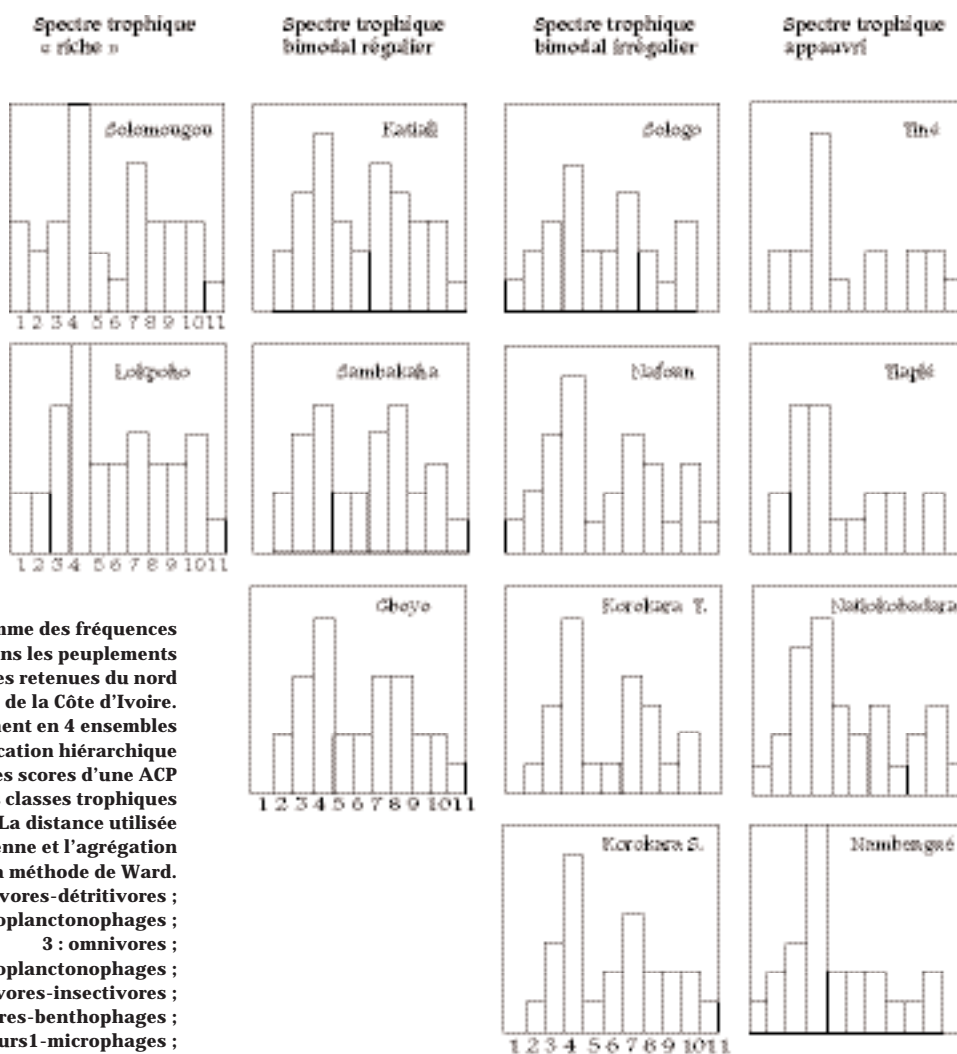 Spectre trophique
« riche »
Spectre trophique
bimodal régulier
Spectre trophique
bimodal irrégulier
Spectre trophique
appauvri
Solomougou
Katiali
Sologo
Tiné
1 2 3 4 5 6 7 8 9 10 11
Lokpoho
Sambakaha
Nafoun
Tiaplé
1 2 3 4 5 6 7 8 9 10 11
Gboyo
Korokara T.
Natiokobadara
1 2 3 4 5 6 7 8 9 10 11
Korokara S.
Nambengué
1 2 3 4 5 6 7 8 9 10 11
mme des fréquences
ns les peuplements
es retenues du nord
de la Côte d'Ivoire.
ment en 4 ensembles
cation hiérarchique
es scores d'une ACP
classes trophiques
La distance utilisée
enne et l'agrégation
a méthode de Ward.
vores-détritivores ;
oplanctonophages ;
3 : omnivores ;
oplanctonophages ;
vores-insectivores ;
res-benthophages ;
urs1-microphages ;